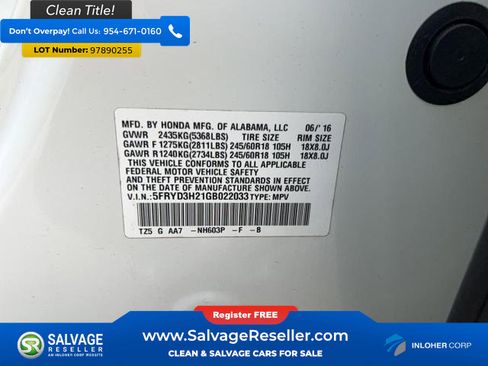 Clean Title!
Don't Overpay! Call Us: 954-671-0160
LOT Number: 97890255
MFD. BY HONDA MFG. OF ALABAMA, LLC 06/'16
GVWR 2435KG(5368LBS) TIRE SIZE RIM SIZE
GAWR F 1275KG(2811LBS) 245/60R18 105H 18X8.0J
GAWR R 1240KG(2734LBS) 245/60R18 105H 18X8.0J
THIS VEHICLE CONFORMS TO ALL APPLICABLE
FEDERAL MOTOR VEHICLE SAFETY STANDARDS IN
EFFECT ON THE DATE OF MANUFACTURE SHOWN ABOVE.
V.I.N.: 5FRYD3H21GB022033 TYPE: MPV
TZ5 G AA7 -NH603P -F -B
Register FREE
SALVAGE
RESELLER
AN INLOHER CORP WEBSITE
www.SalvageReseller.com
CLEAN & SALVAGE CARS FOR SALE
INLOHER CORP